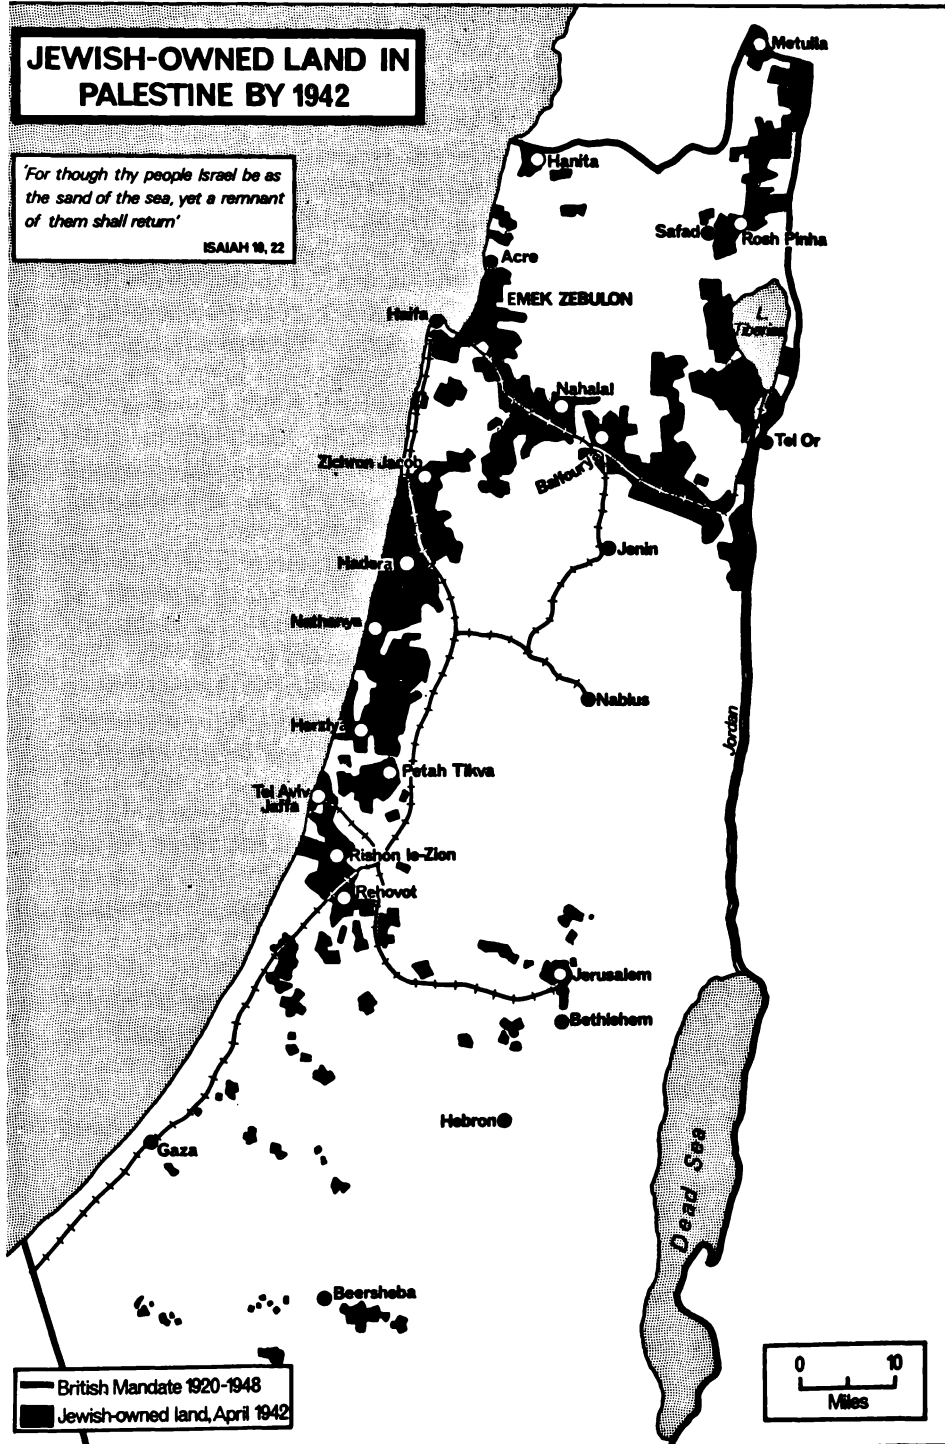 JEWISH-OWNED LAND IN
PALESTINE BY 1942
'For though thy people Israel be as
the sand of the sea, yet a remnant
of them shall return'
ISAIAH 10, 22
Metulla
Hanita
Safad
Rosh Pinha
Acre
EMEK ZEBULON
Haifa
L.
Tiberias
Nahalal
Tel Or
Balfourya
Zichron Jacob
Jenin
Hadera
Nathanya
Nablus
Jordan
Herzlya
Petah Tikva
Tel Aviv
Jaffa
Rishon le-Zion
Rehovot
Jerusalem
Bethlehem
Hebron
Gaza
Dead Sea
Beersheba
British Mandate 1920-1948
Jewish-owned land, April 1942
0 10
Miles